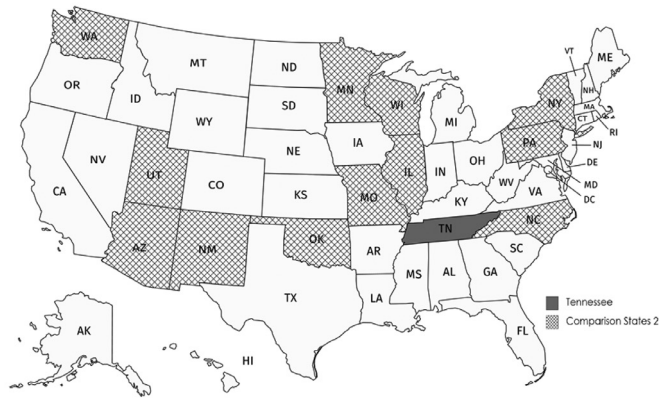 WA
MT
ND
MN
VT
ME
OR
ID
SD
WI
NY
NH
MA
CT
RI
WY
MI
IA
NE
PA
NJ
NV
UT
CO
IL
IN
OH
DE
MD
DC
WV
VA
CA
KS
MO
KY
NC
TN
AZ
NM
OK
AR
SC
MS
AL
GA
TX
LA
Tennessee
Comparison States 2
FL
AK
HI